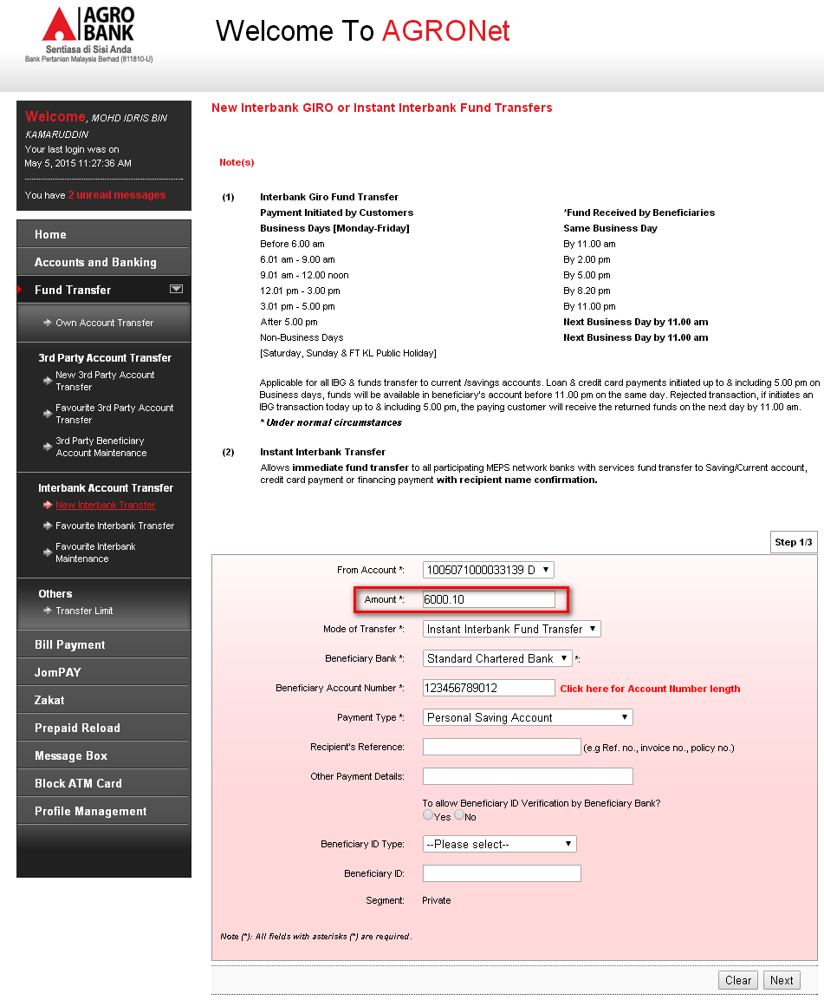 AGRO
BANK
Sentiasa di Sisi Anda
Bank Pertanian Malaysia Berhad (811810-U)
Welcome To AGRONet
Welcome, MOHD IDRIS BIN
KAMARUDDIN
Your last login was on
May 5, 2015 11:27:36 AM
You have 2 unread messages
Home
Accounts and Banking
Fund Transfer
Own Account Transfer
3rd Party Account Transfer
New 3rd Party Account
Transfer
Favourite 3rd Party Account
Transfer
3rd Party Beneficiary
Account Maintenance
Interbank Account Transfer
New Interbank Transfer
Favourite Interbank Transfer
Favourite Interbank
Maintenance
Others
Transfer Limit
Bill Payment
JomPAY
Zakat
Prepaid Reload
Message Box
Block ATM Card
Profile Management
New Interbank GIRO or Instant Interbank Fund Transfers
Note(s)
(1) Interbank Giro Fund Transfer
Payment Initiated by Customers *Fund Received by Beneficiaries
Business Days [Monday-Friday] Same Business Day
Before 6.00 am By 11.00 am
6.01 am - 9.00 am By 2.00 pm
9.01 am - 12.00 noon By 5.00 pm
12.01 pm - 3.00 pm By 8.20 pm
3.01 pm - 5.00 pm By 11.00 pm
After 5.00 pm Next Business Day by 11.00 am
Non-Business Days Next Business Day by 11.00 am
[Saturday, Sunday & FT KL Public Holiday]
Applicable for all IBG & funds transfer to current /savings accounts. Loan & credit card payments initiated up to & including 5.00 pm on
Business days, funds will be available in beneficiary's account before 11.00 pm on the same day. Rejected transaction, if initiates an
IBG transaction today up to & including 5.00 pm, the paying customer will receive the returned funds on the next day by 11.00 am.
* Under normal circumstances
(2) Instant Interbank Transfer
Allows immediate fund transfer to all participating MEPS network banks with services fund transfer to Saving/Current account,
credit card payment or financing payment with recipient name confirmation.
Step 1/3
From Account *: 1005071000033139 D
Amount *: 6000.10
Mode of Transfer *: Instant Interbank Fund Transfer
Beneficiary Bank *: Standard Chartered Bank *:
Beneficiary Account Number *: 123456789012 Click here for Account Number length
Payment Type *: Personal Saving Account
Recipient's Reference: (e.g Ref. no., invoice no., policy no.)
Other Payment Details:
To allow Beneficiary ID Verification by Beneficiary Bank?
Yes No
Beneficiary ID Type: --Please select--
Beneficiary ID:
Segment: Private
Note (*): All fields with asterisks (*) are required.
Clear Next